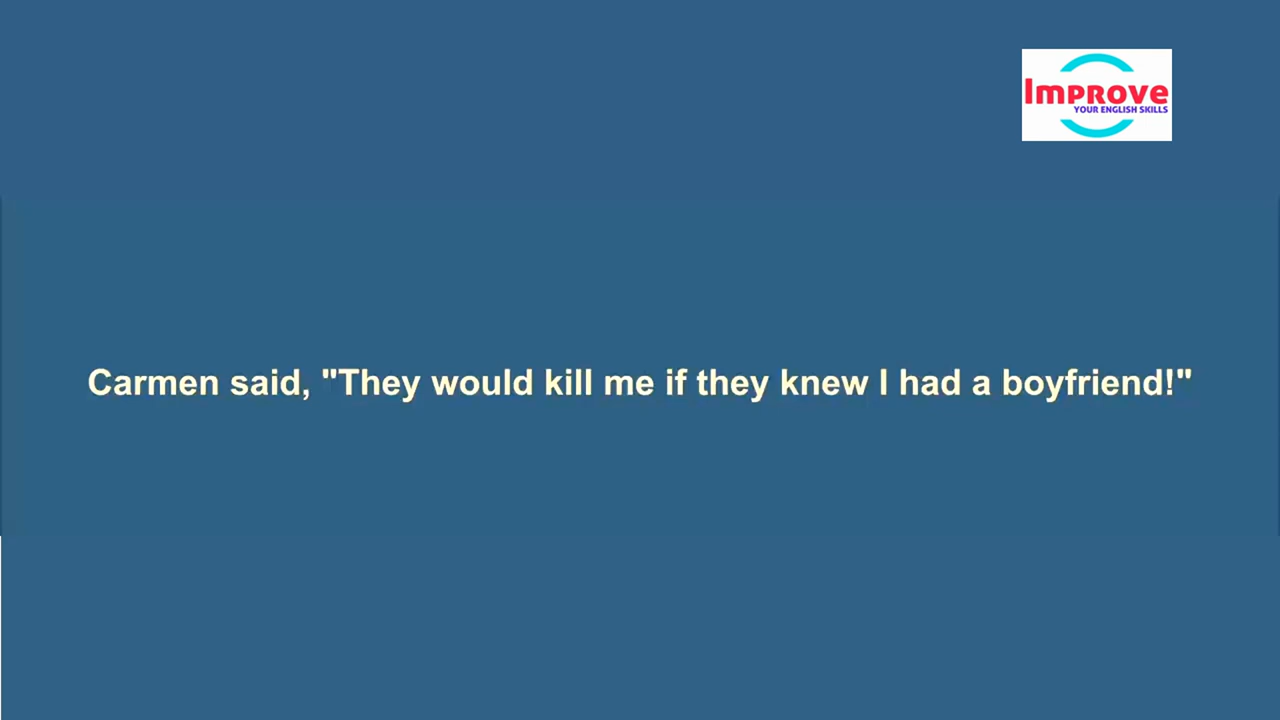 Improve
YOUR ENGLISH SKILLS
Carmen said, "They would kill me if they knew I had a boyfriend!"